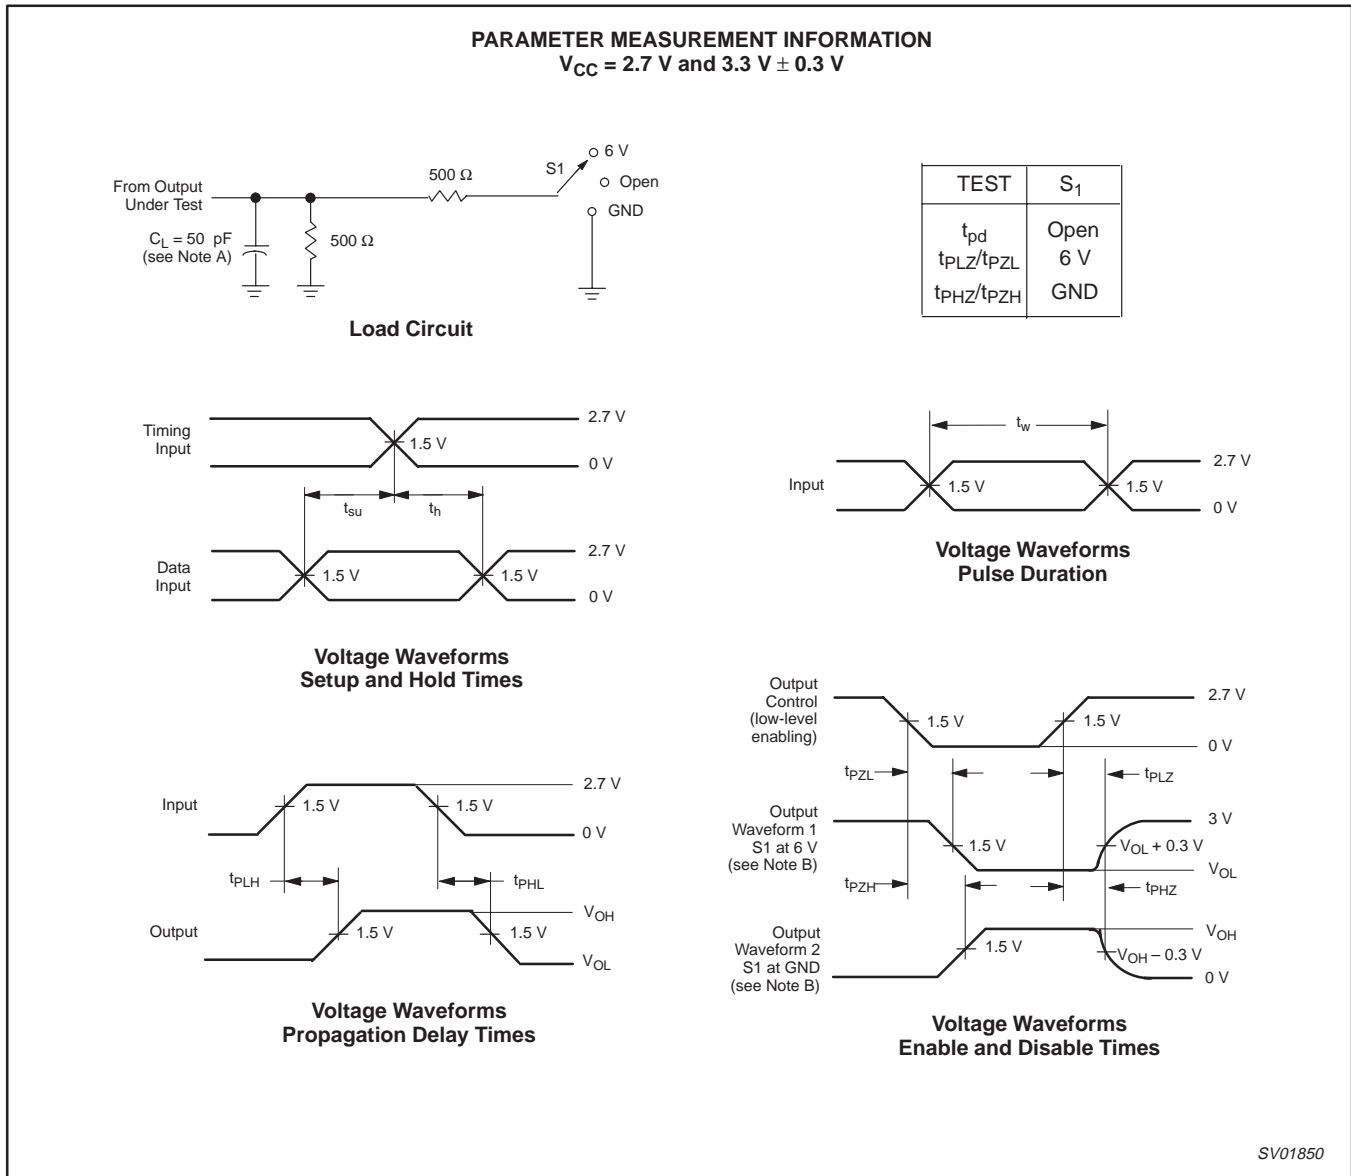 PARAMETER MEASUREMENT INFORMATION
VCC = 2.7 V and 3.3 V ± 0.3 V
From Output
Under Test
CL = 50 pF
(see Note A)
500 Ω
500 Ω
S1
6 V
Open
GND
Load Circuit
TEST S1
tpd Open
tPLZ/tPZL 6 V
tPHZ/tPZH GND
Timing
Input
1.5 V
2.7 V
0 V
tsu
th
Data
Input
1.5 V
1.5 V
2.7 V
0 V
Voltage Waveforms
Setup and Hold Times
tw
Input
1.5 V
1.5 V
2.7 V
0 V
Voltage Waveforms
Pulse Duration
Input
1.5 V
1.5 V
2.7 V
0 V
tPLH
tPHL
Output
1.5 V
1.5 V
VOH
VOL
Voltage Waveforms
Propagation Delay Times
Output
Control
(low-level
enabling)
1.5 V
1.5 V
2.7 V
0 V
tPZL
tPLZ
Output
Waveform 1
S1 at 6 V
(see Note B)
1.5 V
3 V
VOL + 0.3 V
VOL
tPZH
tPHZ
Output
Waveform 2
S1 at GND
(see Note B)
1.5 V
VOH
VOH – 0.3 V
0 V
Voltage Waveforms
Enable and Disable Times
SV01850